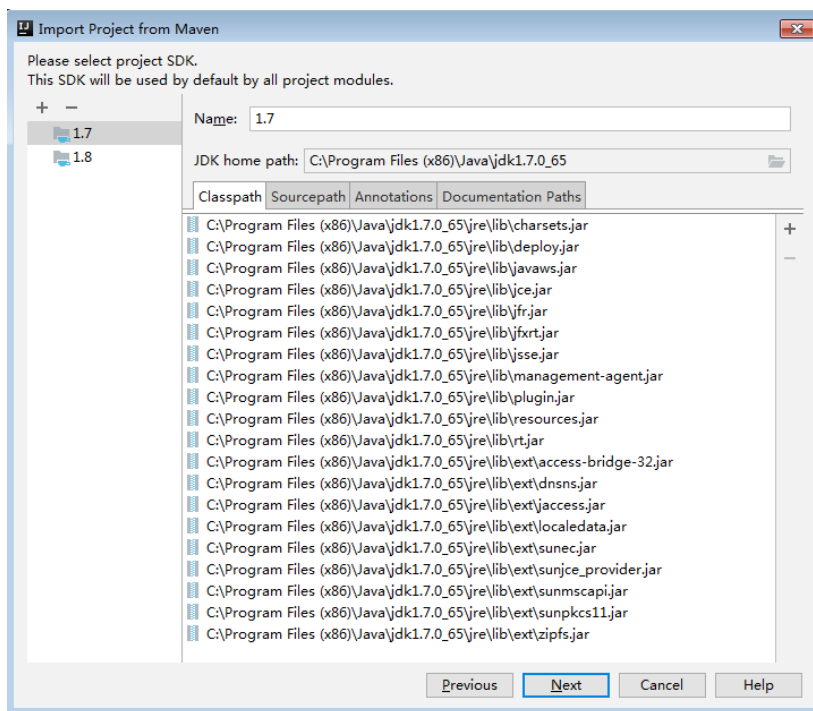 Import Project from Maven
Please select project SDK.
This SDK will be used by default by all project modules.
1.7
1.8
Name: 1.7
JDK home path: C:\Program Files (x86)\Java\jdk1.7.0_65
Classpath Sourcepath Annotations Documentation Paths
C:\Program Files (x86)\Java\jdk1.7.0_65\jre\lib\charsets.jar
C:\Program Files (x86)\Java\jdk1.7.0_65\jre\lib\deploy.jar
C:\Program Files (x86)\Java\jdk1.7.0_65\jre\lib\javaws.jar
C:\Program Files (x86)\Java\jdk1.7.0_65\jre\lib\jce.jar
C:\Program Files (x86)\Java\jdk1.7.0_65\jre\lib\jfr.jar
C:\Program Files (x86)\Java\jdk1.7.0_65\jre\lib\jfxrt.jar
C:\Program Files (x86)\Java\jdk1.7.0_65\jre\lib\jsse.jar
C:\Program Files (x86)\Java\jdk1.7.0_65\jre\lib\management-agent.jar
C:\Program Files (x86)\Java\jdk1.7.0_65\jre\lib\plugin.jar
C:\Program Files (x86)\Java\jdk1.7.0_65\jre\lib\resources.jar
C:\Program Files (x86)\Java\jdk1.7.0_65\jre\lib\rt.jar
C:\Program Files (x86)\Java\jdk1.7.0_65\jre\lib\ext\access-bridge-32.jar
C:\Program Files (x86)\Java\jdk1.7.0_65\jre\lib\ext\dnsns.jar
C:\Program Files (x86)\Java\jdk1.7.0_65\jre\lib\ext\jaccess.jar
C:\Program Files (x86)\Java\jdk1.7.0_65\jre\lib\ext\localedata.jar
C:\Program Files (x86)\Java\jdk1.7.0_65\jre\lib\ext\sunec.jar
C:\Program Files (x86)\Java\jdk1.7.0_65\jre\lib\ext\sunjce_provider.jar
C:\Program Files (x86)\Java\jdk1.7.0_65\jre\lib\ext\sunmscapi.jar
C:\Program Files (x86)\Java\jdk1.7.0_65\jre\lib\ext\sunpkcs11.jar
C:\Program Files (x86)\Java\jdk1.7.0_65\jre\lib\ext\zipfs.jar
Previous Next Cancel Help